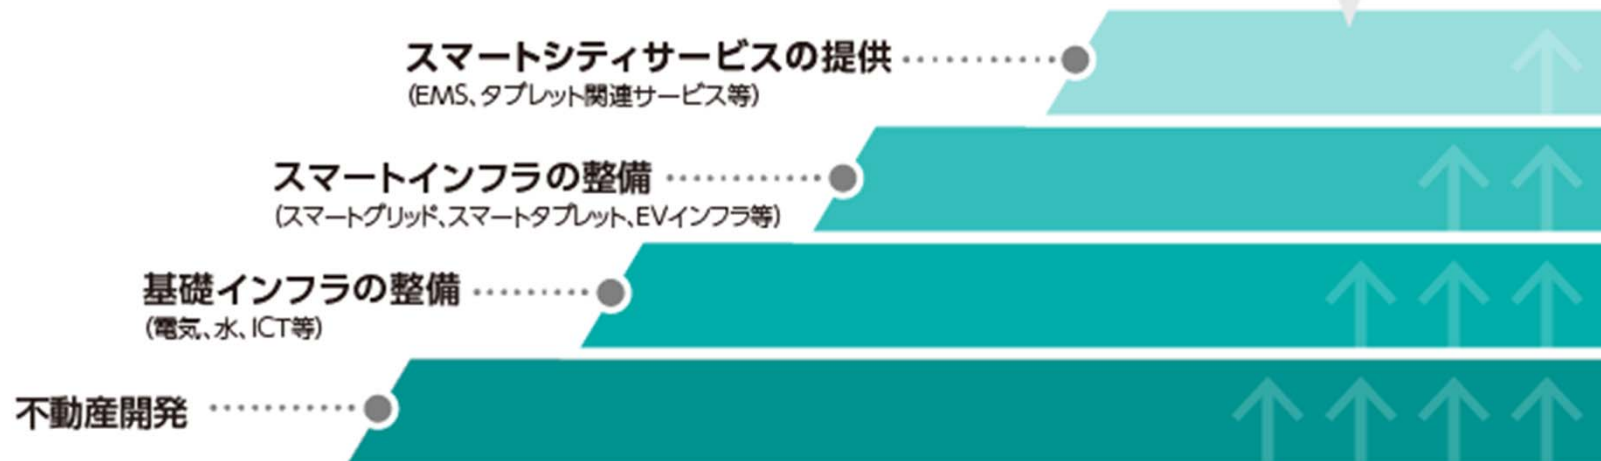 スマートシティサービスの提供
(EMS、タブレット関連サービス等)
スマートインフラの整備
(スマートグリッド、スマートタブレット、EVインフラ等)
基礎インフラの整備
(電気、水、ICT等)
不動産開発